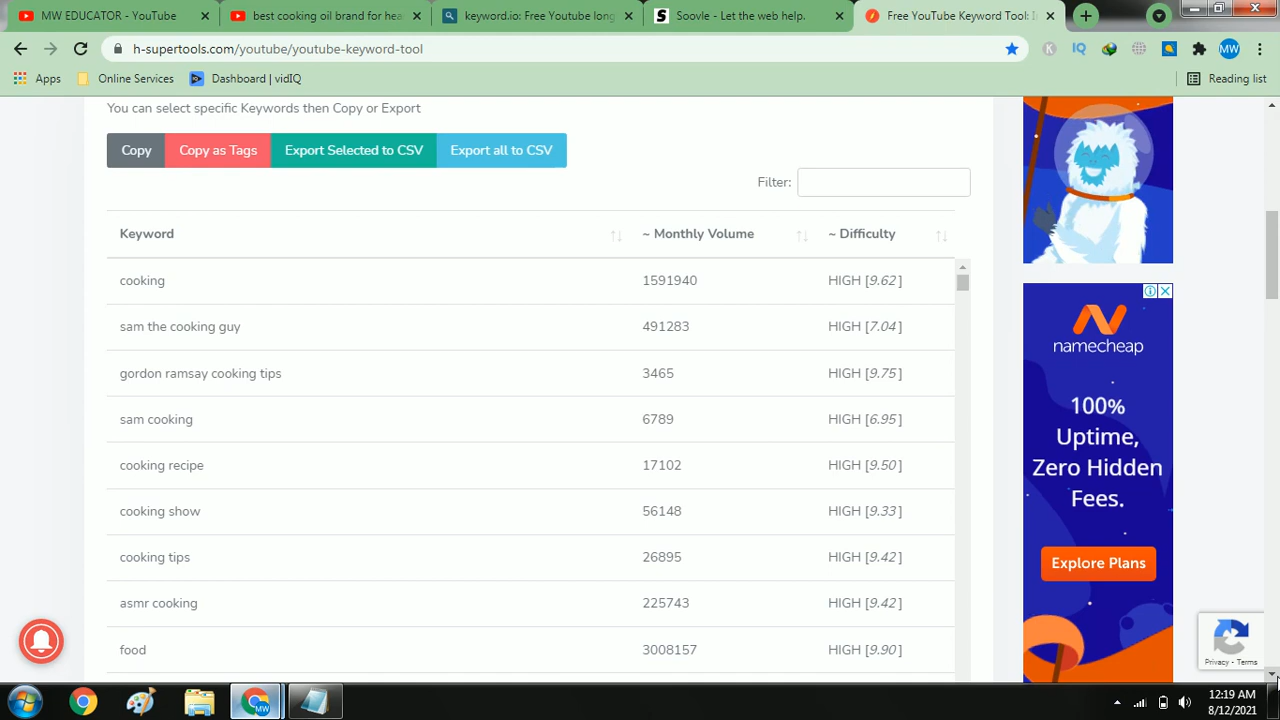 MW EDUCATOR - YouTube
best cooking oil brand for hea
keyword.io: Free Youtube long
Soovle - Let the web help.
Free YouTube Keyword Tool: I
h-supertools.com/youtube/youtube-keyword-tool
K
IQ
MW
Apps
Online Services
Dashboard | vidIQ
Reading list
You can select specific Keywords then Copy or Export
Copy
Copy as Tags
Export Selected to CSV
Export all to CSV
Filter:
Keyword ~ Monthly Volume ~ Difficulty
cooking 1591940 HIGH [9.62 ]
sam the cooking guy 491283 HIGH [7.04 ]
gordon ramsay cooking tips 3465 HIGH [9.75 ]
sam cooking 6789 HIGH [6.95 ]
cooking recipe 17102 HIGH [9.50 ]
cooking show 56148 HIGH [9.33 ]
cooking tips 26895 HIGH [9.42 ]
asmr cooking 225743 HIGH [9.42 ]
food 3008157 HIGH [9.90 ]
namecheap
100%
Uptime,
Zero Hidden
Fees.
Explore Plans
Privacy - Terms
MW
12:19 AM
8/12/2021